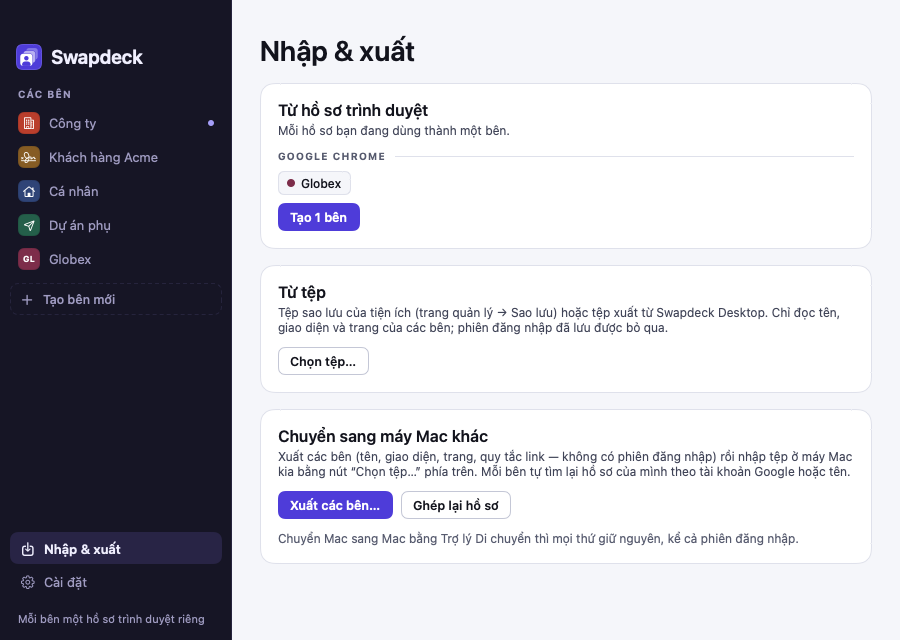 Swapdeck
CÁC BÊN
Công ty
Khách hàng Acme
Cá nhân
Dự án phụ
GL Globex
+ Tạo bên mới
Nhập & xuất
Cài đặt
Mỗi bên một hồ sơ trình duyệt riêng
Nhập & xuất
Từ hồ sơ trình duyệt
Mỗi hồ sơ bạn đang dùng thành một bên.
GOOGLE CHROME
Globex
Tạo 1 bên
Từ tệp
Tệp sao lưu của tiện ích (trang quản lý → Sao lưu) hoặc tệp xuất từ Swapdeck Desktop. Chỉ đọc tên,
giao diện và trang của các bên; phiên đăng nhập đã lưu được bỏ qua.
Chọn tệp...
Chuyển sang máy Mac khác
Xuất các bên (tên, giao diện, trang, quy tắc link — không có phiên đăng nhập) rồi nhập tệp ở máy Mac
kia bằng nút “Chọn tệp…” phía trên. Mỗi bên tự tìm lại hồ sơ của mình theo tài khoản Google hoặc tên.
Xuất các bên... Ghép lại hồ sơ
Chuyển Mac sang Mac bằng Trợ lý Di chuyển thì mọi thứ giữ nguyên, kể cả phiên đăng nhập.